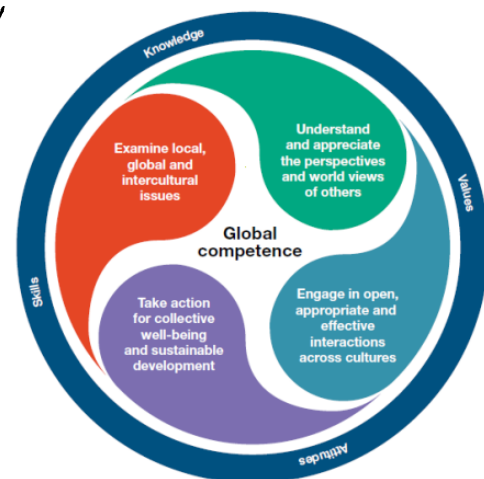 Knowledge
Examine local,
global and
intercultural
issues
Understand
and appreciate
the perspectives
and world views
of others
Values
Global
competence
Skills
Take action
for collective
well-being
and sustainable
development
Engage in open,
appropriate and
effective
interactions
across cultures
Attitudes